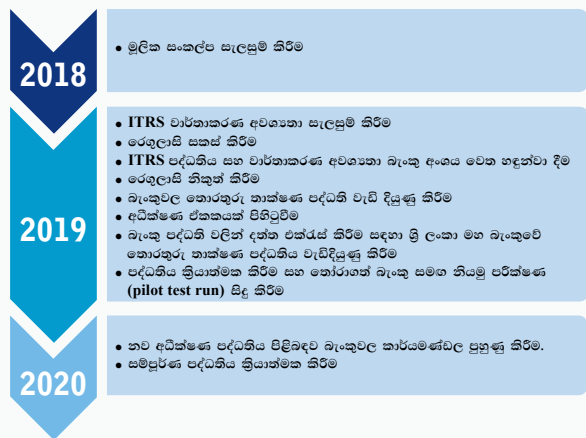 2018
• මූලික සංකල්ප සැලසුම් කිරීම
2019
• ITRS වාර්තාකරණ අවශ්‍යතා සැලසුම් කිරීම
• රෙගුලාසි සකස් කිරීම
• ITRS පද්ධතිය සහ වාර්තාකරණ අවශ්‍යතා බැංකු අංශය වෙත හඳුන්වා දීම
• රෙගුලාසි නිකුත් කිරීම
• බැංකුවල තොරතුරු තාක්ෂණ පද්ධති වැඩි දියුණු කිරීම
• අධීක්ෂණ ඒකකයක් පිහිටුවීම
• බැංකු පද්ධති වලින් දත්ත එක්රැස් කිරීම සඳහා ශ්‍රී ලංකා මහ බැංකුවේ
තොරතුරු තාක්ෂණ පද්ධතිය වැඩිදියුණු කිරීම
• පද්ධතිය ක්‍රියාත්මක කිරීම සහ තෝරාගත් බැංකු සමඟ නියමු පරීක්ෂණ
(pilot test run) සිදු කිරීම
2020
• නව අධීක්ෂණ පද්ධතිය පිළිබඳව බැංකුවල කාර්යමණ්ඩල පුහුණු කිරීම.
• සම්පූර්ණ පද්ධතිය ක්‍රියාත්මක කිරීම